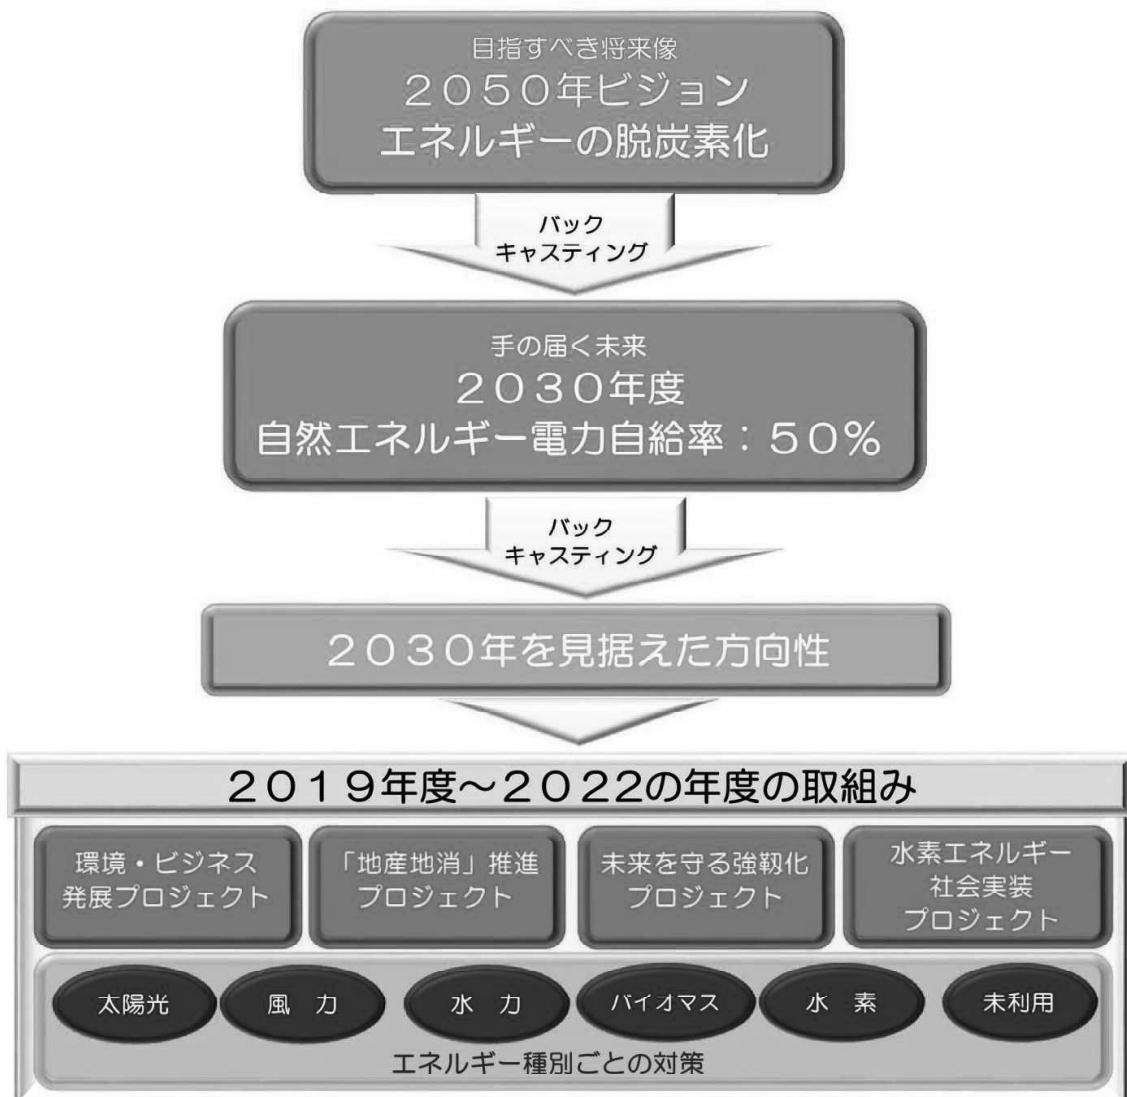 目指すべき将来像
2050年ビジョン
エネルギーの脱炭素化
バック
キャスティング
手の届く未来
2030年度
自然エネルギー電力自給率：50%
バック
キャスティング
2030年を見据えた方向性
2019年度～2022の年度の取組み
環境・ビジネス
発展プロジェクト
「地産地消」推進
プロジェクト
未来を守る強靱化
プロジェクト
水素エネルギー
社会実装
プロジェクト
太陽光
風　力
水　力
バイオマス
水　素
未利用
エネルギー種別ごとの対策